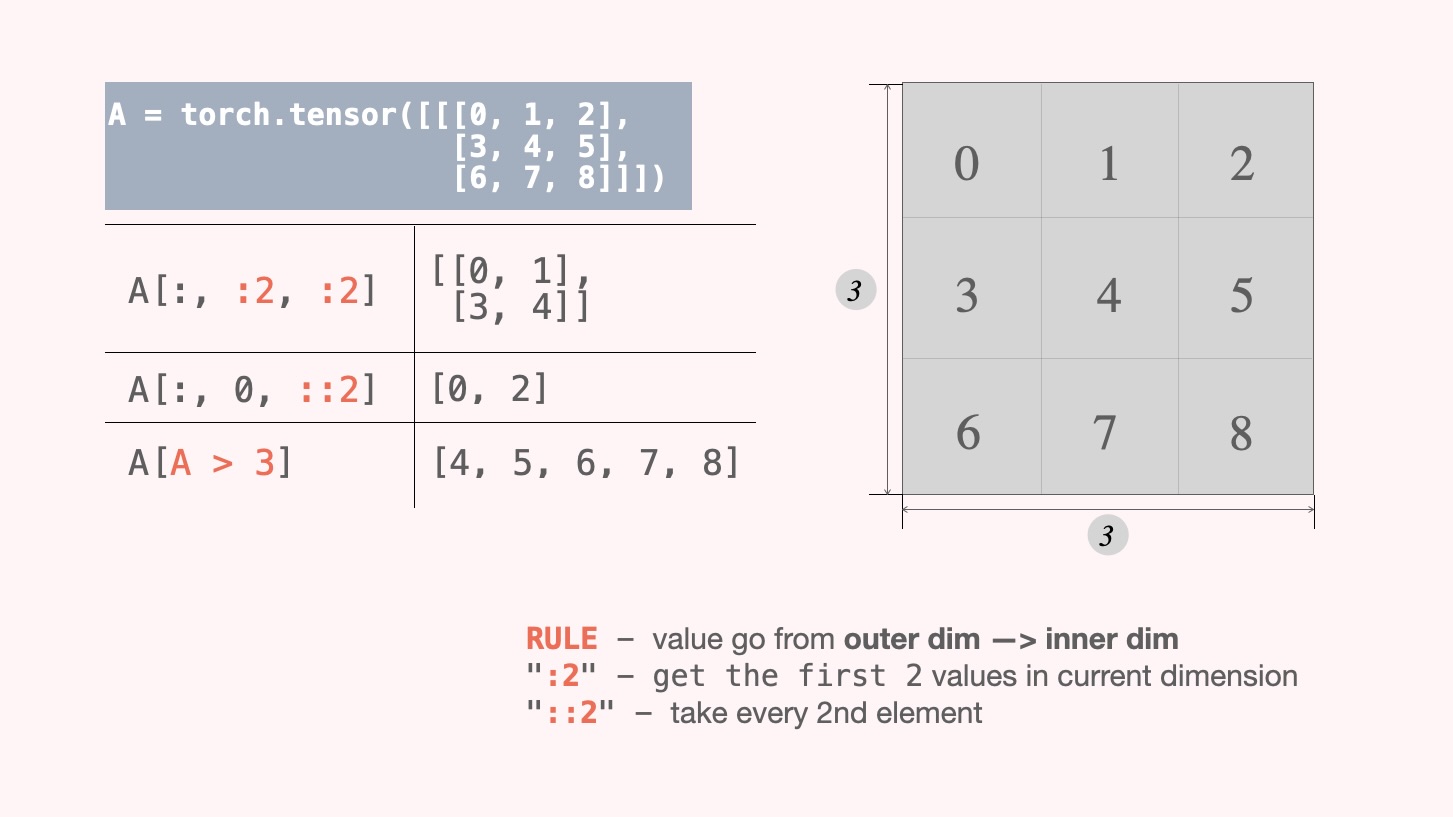 A = torch.tensor([[[0, 1, 2],
[3, 4, 5],
[6, 7, 8]]])
A[:, :2, :2]
[[0, 1],
[3, 4]]
A[:, 0, ::2]
[0, 2]
A[A > 3]
[4, 5, 6, 7, 8]
0 1 2
3 4 5
6 7 8
3
3
RULE – value go from outer dim —> inner dim
":2" – get the first 2 values in current dimension
"::2" – take every 2nd element